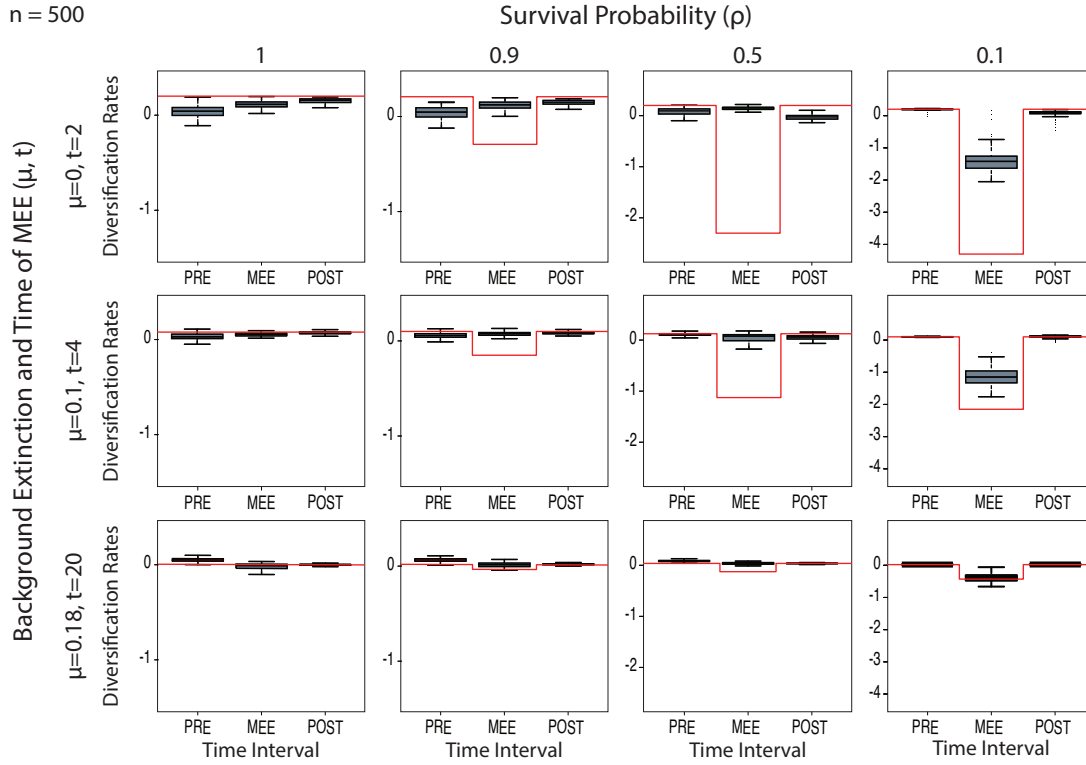 n = 500
Survival Probability (ρ)
1
0.9
0.5
0.1
Background Extinction and Time of MEE (μ, t)
μ=0, t=2
Diversification Rates
0
-1
PRE
MEE
POST
0
-1
PRE
MEE
POST
0
-1
-2
PRE
MEE
POST
0
-1
-2
-3
-4
PRE
MEE
POST
μ=0.1, t=4
Diversification Rates
0
-1
PRE
MEE
POST
0
-1
PRE
MEE
POST
0
-1
-2
PRE
MEE
POST
0
-1
-2
-3
-4
PRE
MEE
POST
μ=0.18, t=20
Diversification Rates
0
-1
PRE
MEE
POST
Time Interval
0
-1
PRE
MEE
POST
Time Interval
0
-1
-2
PRE
MEE
POST
Time Interval
0
-1
-2
-3
-4
PRE
MEE
POST
Time Interval